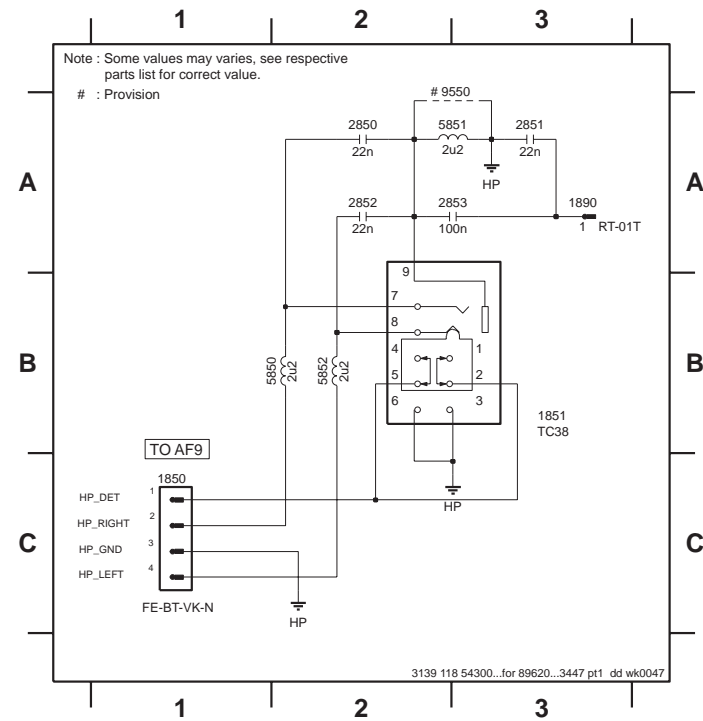 1 2 3
Note : Some values may varies, see respective
parts list for correct value.
# : Provision
# 9550
2850 5851 2851
22n 2u2 22n
HP
A A
2852 2853 1890
22n 100n 1 RT-01T
9
7
8
4 1
B B
5850 2u2 5852 2u2
5 2
6 3
1851
TC38
TO AF9
1850
HP_DET 1
HP
HP_RIGHT 2
C C
HP_GND 3
HP_LEFT 4
FE-BT-VK-N
HP
3139 118 54300...for 89620...3447 pt1 dd wk0047
1 2 3